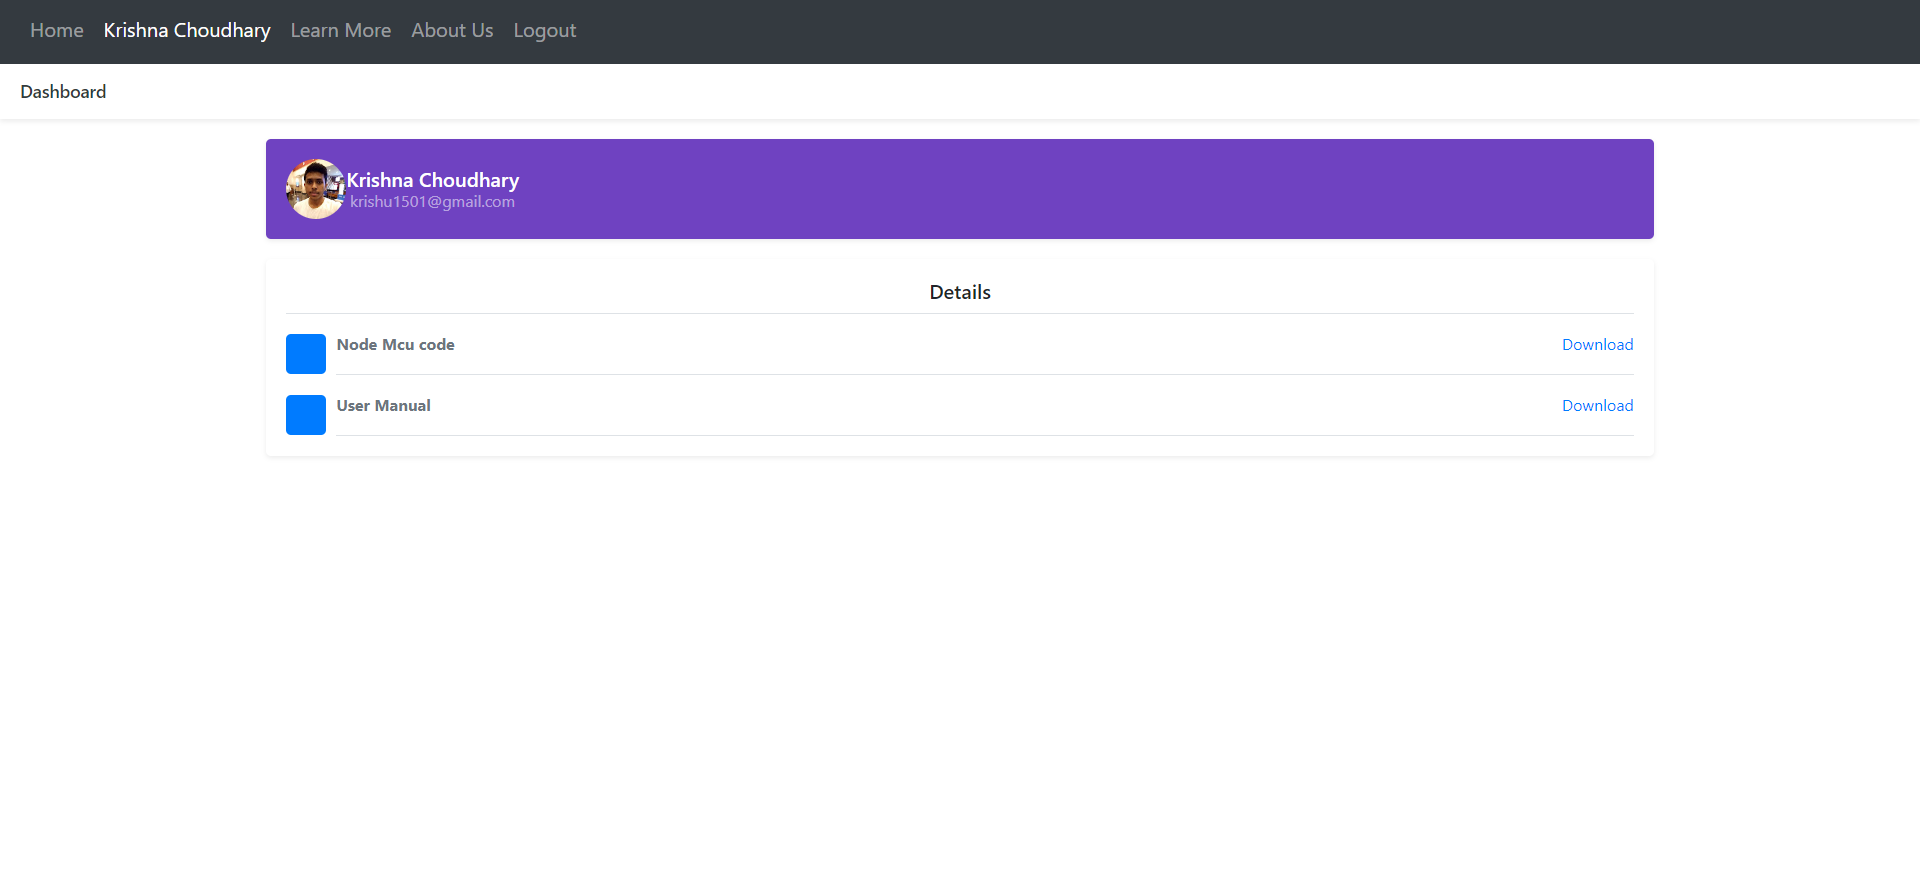 Home Krishna Choudhary Learn More About Us Logout
Dashboard
Krishna Choudhary
krishu1501@gmail.com
Details
Node Mcu code Download
User Manual Download